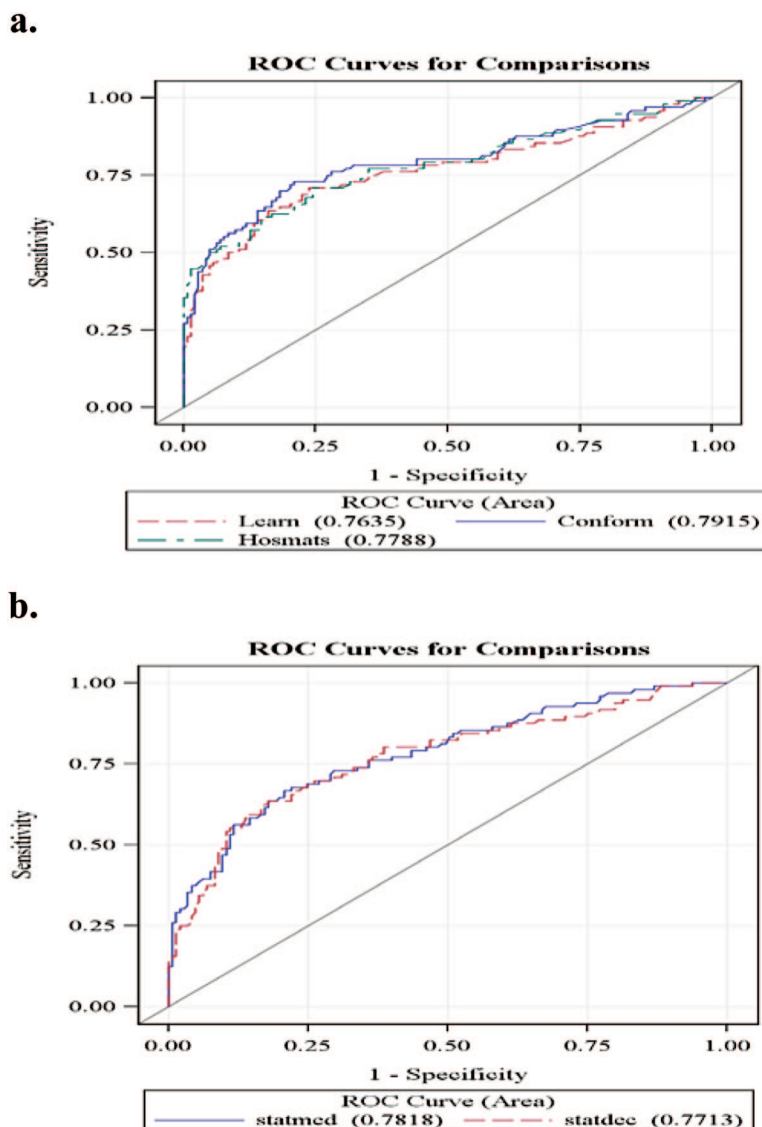 a.
ROC Curves for Comparisons
1.00
0.75
0.50
0.25
0.00
Sensitivity
0.00 0.25 0.50 0.75 1.00
1 - Specificity
ROC Curve (Area)
Learn (0.7635) Conform (0.7915)
Hosmats (0.7788)
b.
ROC Curves for Comparisons
1.00
0.75
0.50
0.25
0.00
Sensitivity
0.00 0.25 0.50 0.75 1.00
1 - Specificity
ROC Curve (Area)
statmed (0.7818) statdec (0.7713)